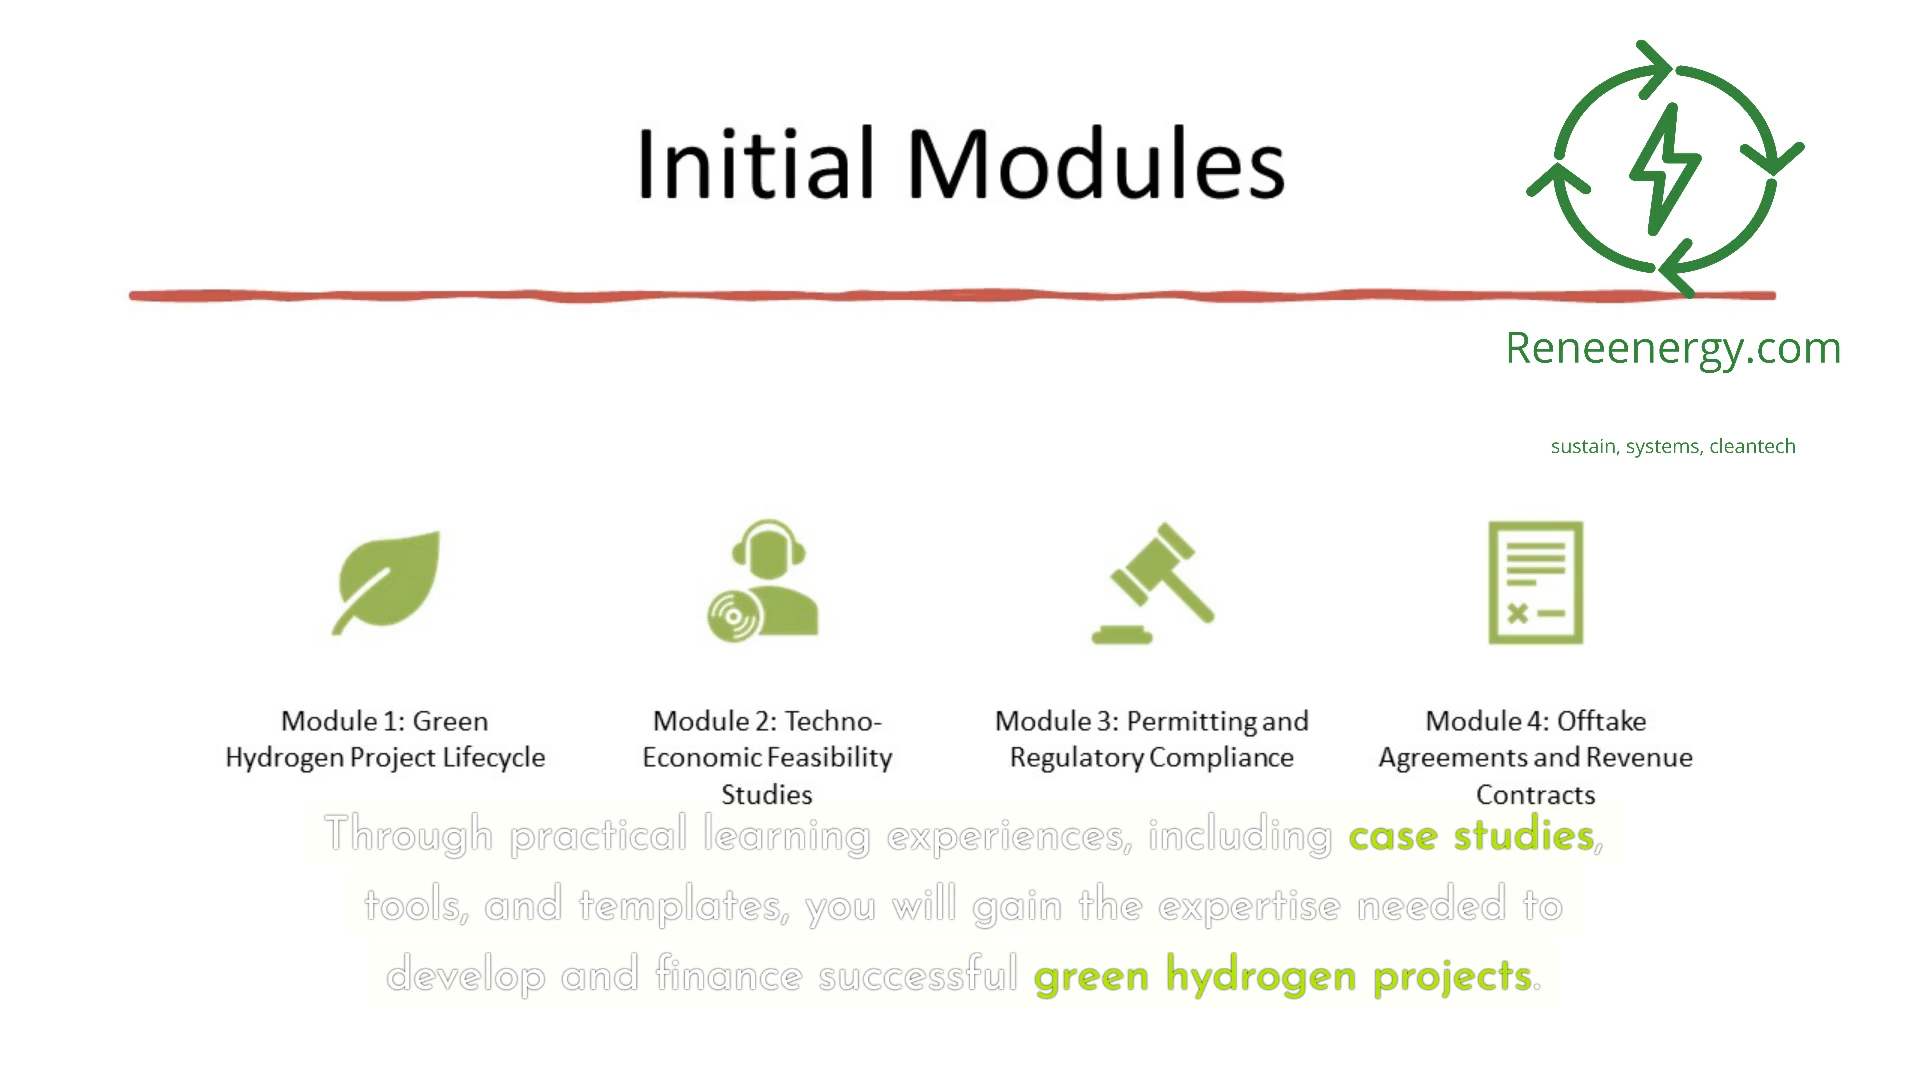 Initial Modules
Reneenergy.com
sustain, systems, cleantech
Module 1: Green
Hydrogen Project Lifecycle
Module 2: Techno-
Economic Feasibility
Studies
Module 3: Permitting and
Regulatory Compliance
Module 4: Offtake
Agreements and Revenue
Contracts
Through practical learning experiences, including case studies,
tools, and templates, you will gain the expertise needed to
develop and finance successful green hydrogen projects.